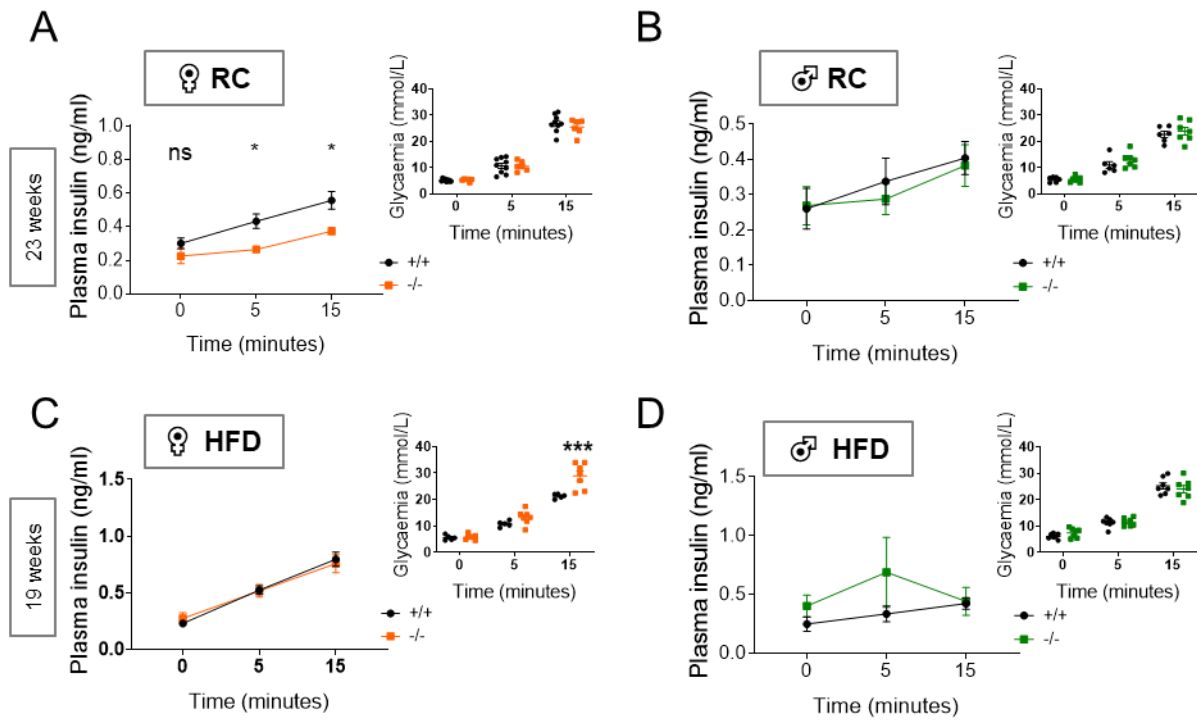 A
♀ RC
Plasma insulin (ng/ml)
1.0
0.8
0.6
0.4
0.2
0.0
ns
*
*
0
5
15
Time (minutes)
Glycaemia (mmol/L)
40
30
20
10
0
0
5
15
Time (minutes)
+/+
-/-
23 weeks
B
♂ RC
Plasma insulin (ng/ml)
0.5
0.4
0.3
0.2
0.1
0.0
0
5
15
Time (minutes)
Glycaemia (mmol/L)
40
30
20
10
0
0
5
15
Time (minutes)
+/+
-/-
C
♀ HFD
Plasma insulin (ng/ml)
1.5
1.0
0.5
0.0
0
5
15
Time (minutes)
Glycaemia (mmol/L)
40
30
20
10
0
***
0
5
15
Time (minutes)
+/+
-/-
19 weeks
D
♂ HFD
Plasma insulin (ng/ml)
1.5
1.0
0.5
0.0
0
5
15
Time (minutes)
Glycaemia (mmol/L)
40
30
20
10
0
0
5
15
Time (minutes)
+/+
-/-